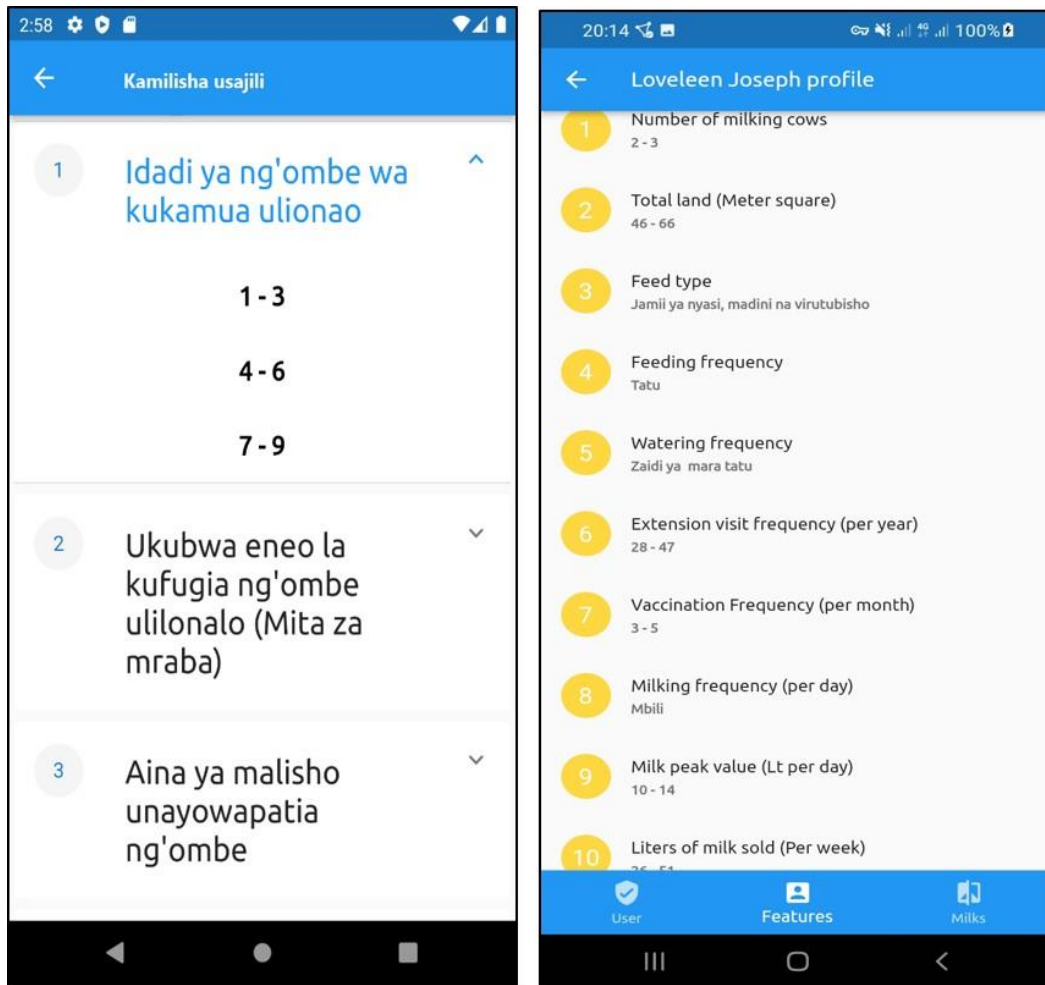 2:58
Kamilisha usajili
1
Idadi ya ng'ombe wa
kukamua ulionao
1 - 3
4 - 6
7 - 9
2
Ukubwa eneo la
kufugia ng'ombe
ulilonalo (Mita za
mraba)
3
Aina ya malisho
unayowapatia
ng'ombe
20:14
4G
100%
Loveleen Joseph profile
1
Number of milking cows
2 - 3
2
Total land (Meter square)
46 - 66
3
Feed type
Jamii ya nyasi, madini na virutubisho
4
Feeding frequency
Tatu
5
Watering frequency
Zaidi ya mara tatu
6
Extension visit frequency (per year)
28 - 47
7
Vaccination Frequency (per month)
3 - 5
8
Milking frequency (per day)
Mbili
9
Milk peak value (Lt per day)
10 - 14
10
Liters of milk sold (Per week)
User
Features
Milks